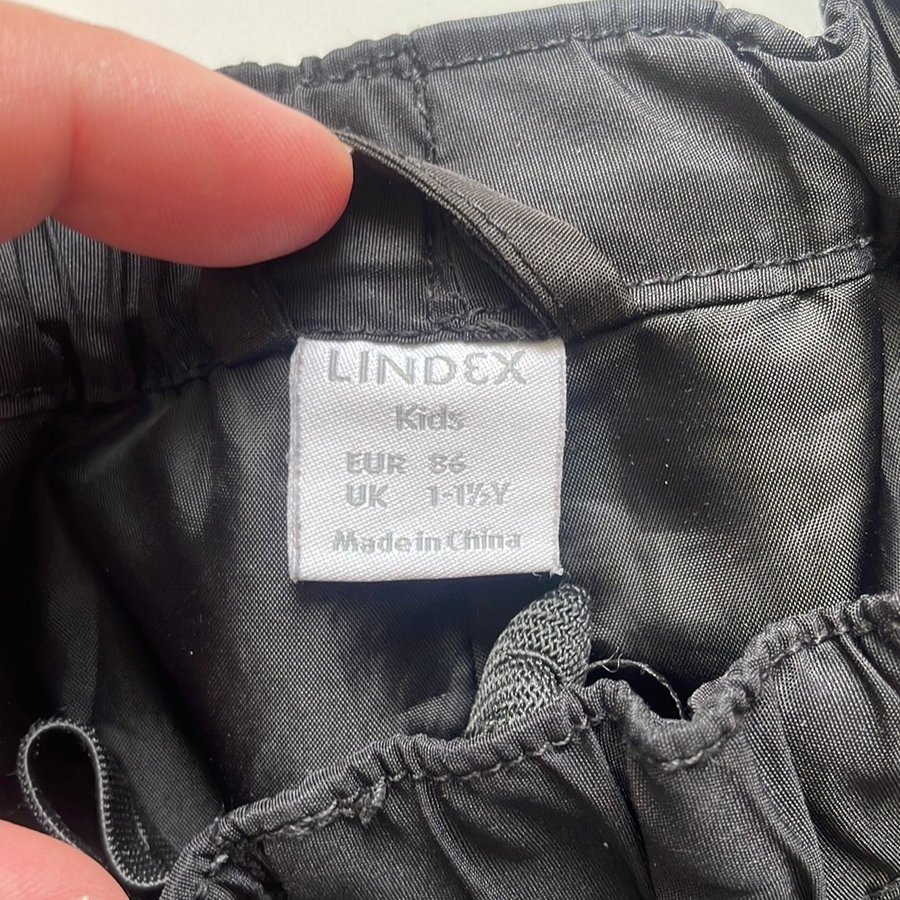 LINDEX
Kids
EUR 86
UK 1-1½Y
Made in China